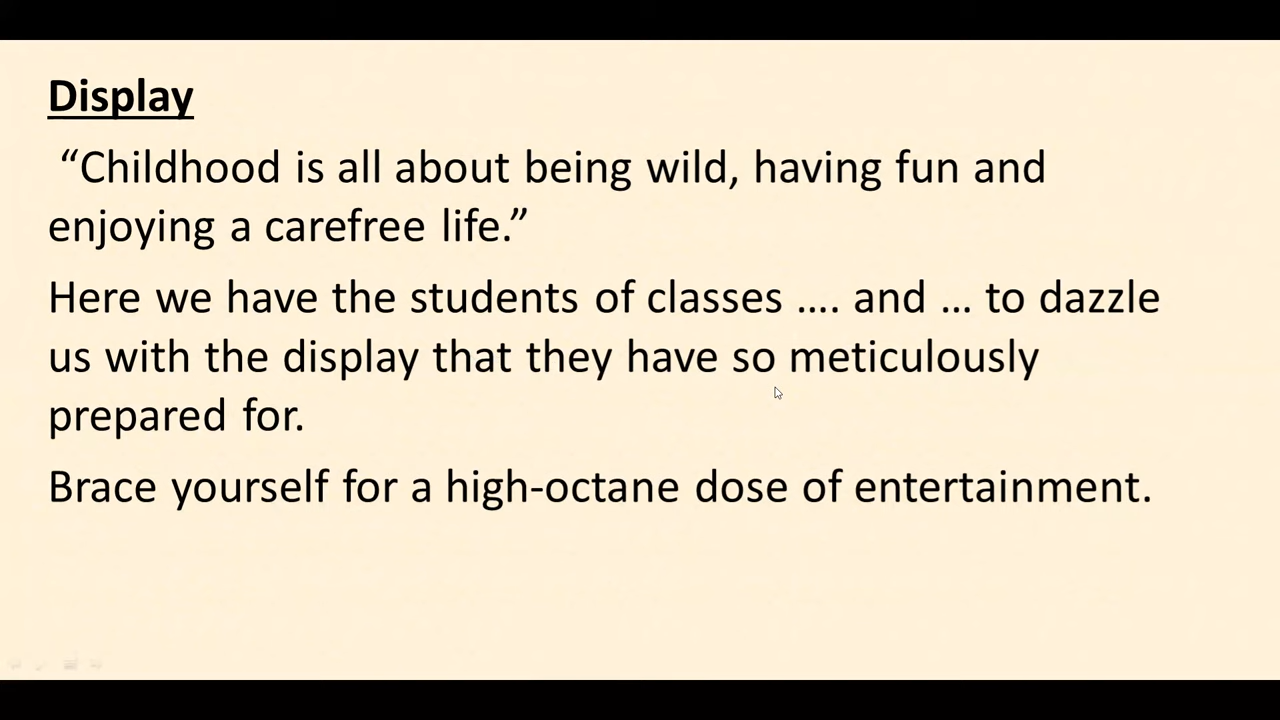 Display
“Childhood is all about being wild, having fun and
enjoying a carefree life.”
Here we have the students of classes .... and ... to dazzle
us with the display that they have so meticulously
prepared for.
Brace yourself for a high-octane dose of entertainment.